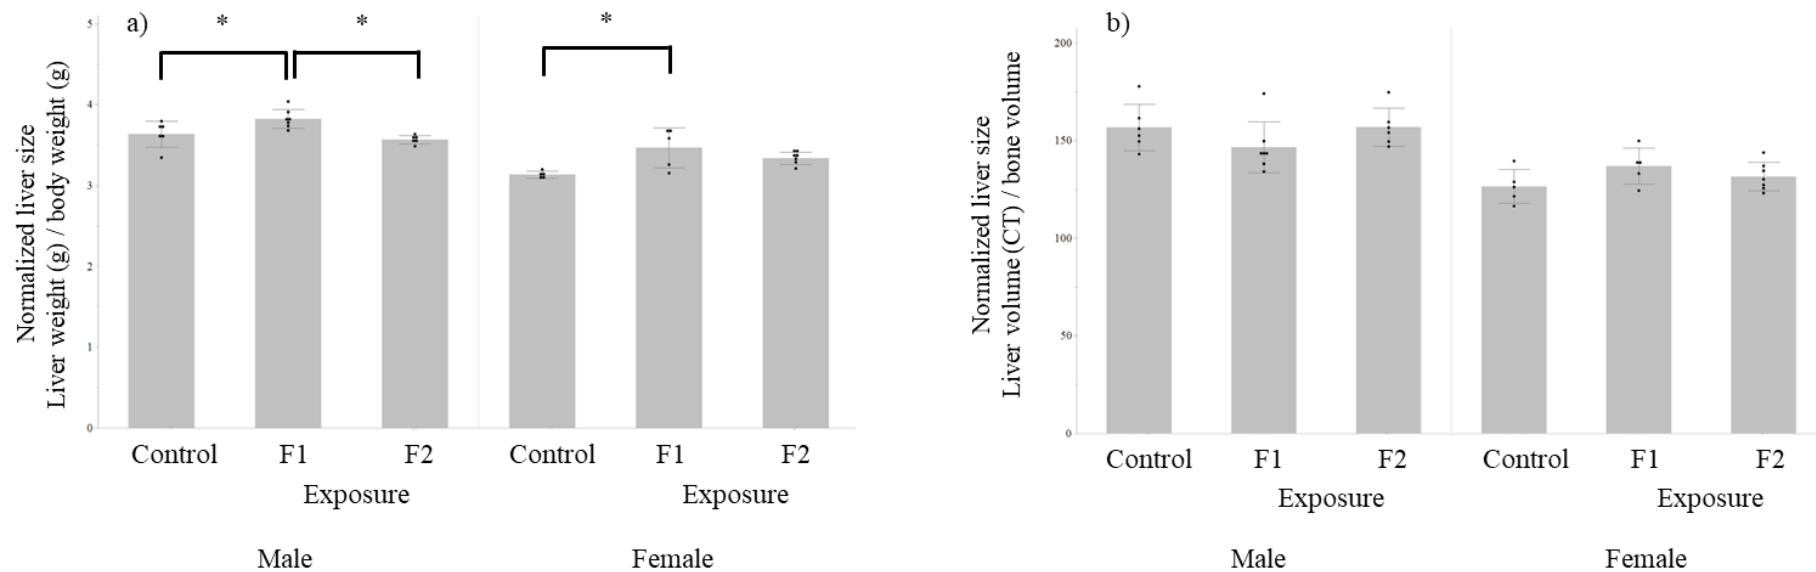 a)
* * *
Normalized liver size
Liver weight (g) / body weight (g)
5
4
3
2
1
0
Control F1 F2 Control F1 F2
Exposure Exposure
Male Female
b)
Normalized liver size
Liver volume (CT) / bone volume
200
150
100
50
0
Control F1 F2 Control F1 F2
Exposure Exposure
Male Female